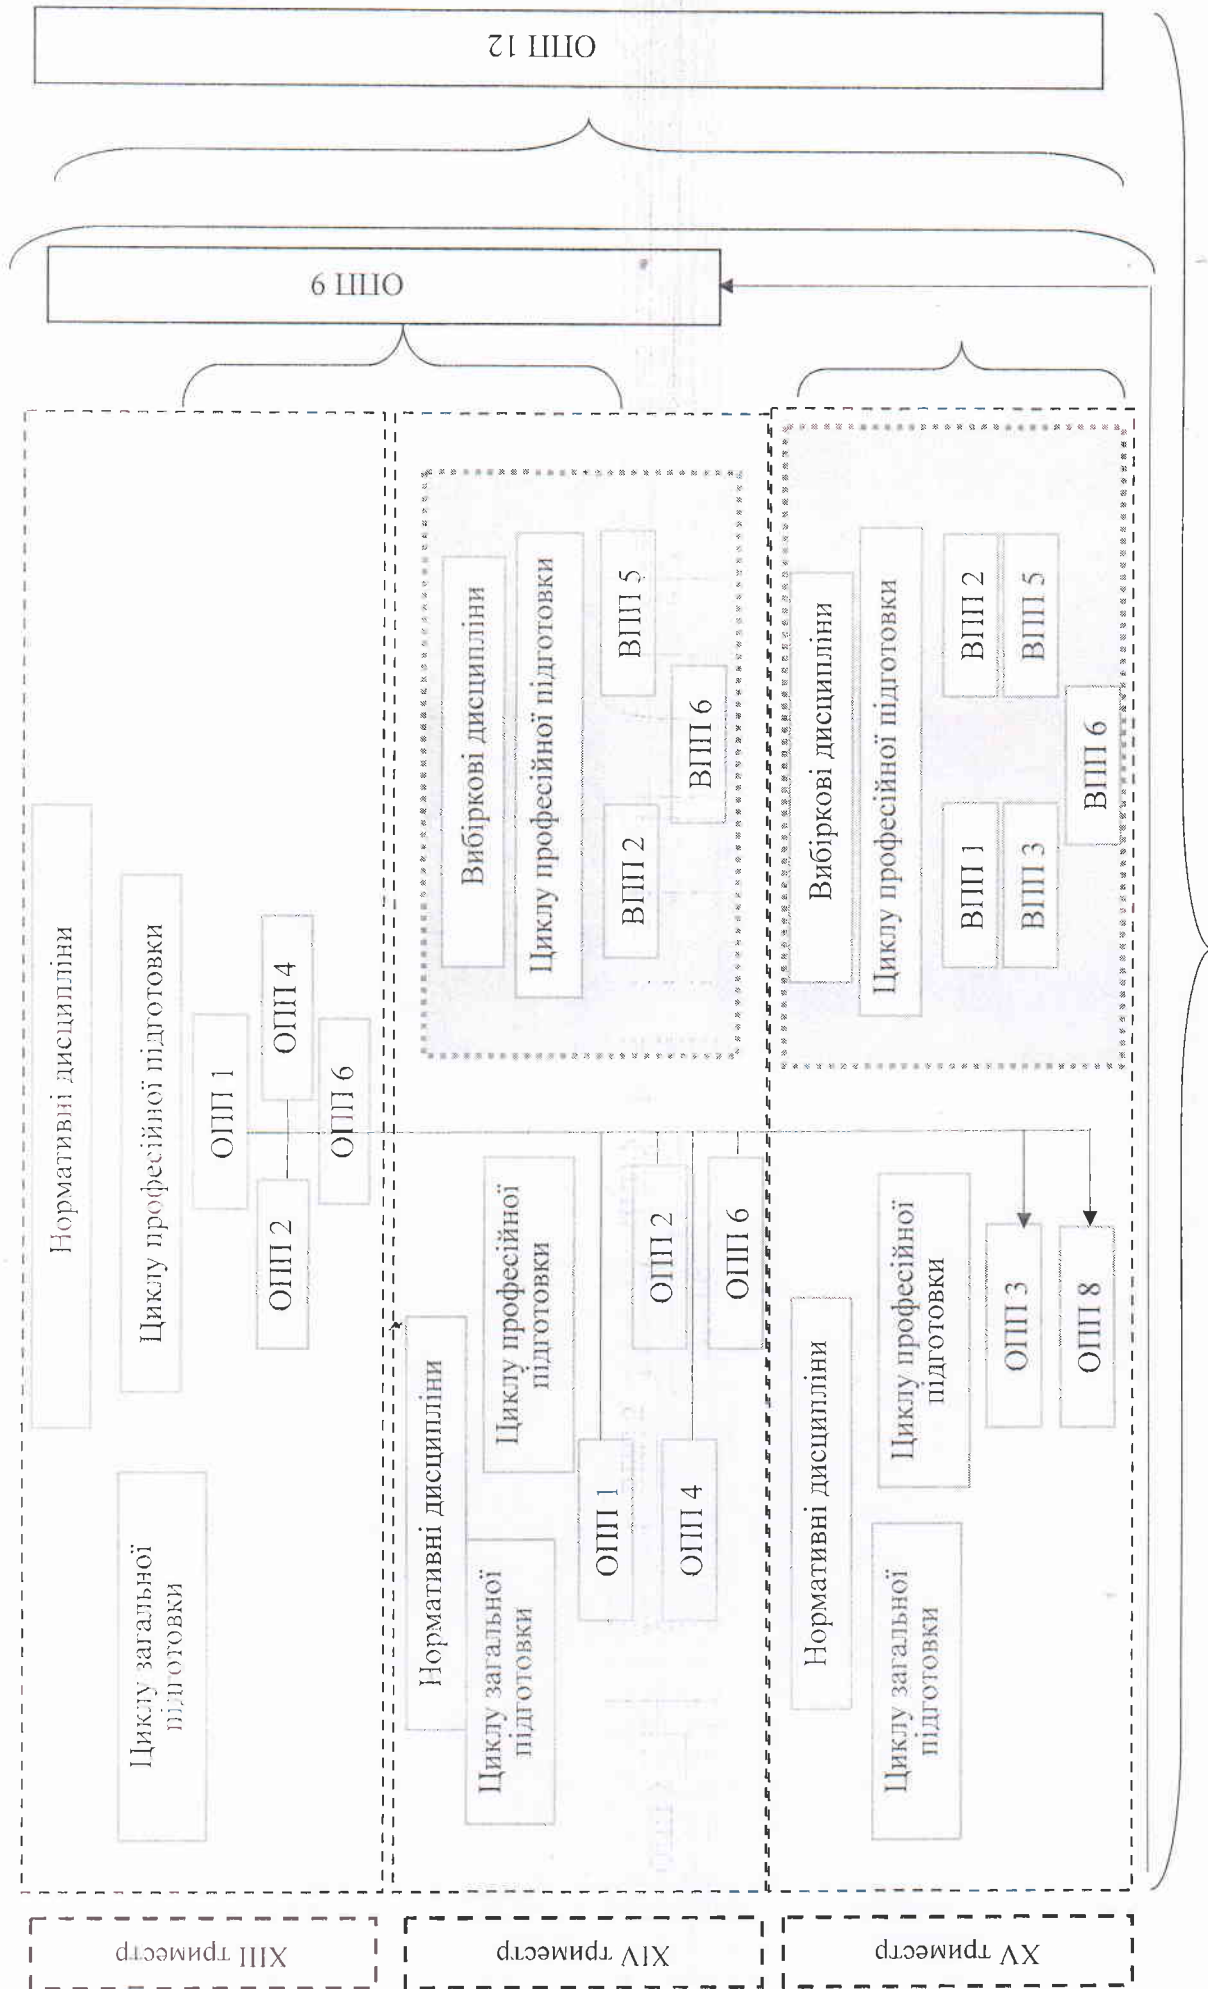 XIII триместр
Нормативні дисципліни
Циклу загальної
підготовки
Циклу професійної підготовки
ОПП 1
ОПП 2
ОПП 4
ОПП 6
XIV триместр
Нормативні дисципліни
Циклу загальної
підготовки
Циклу професійної
підготовки
ОПП 1
ОПП 2
ОПП 4
ОПП 6
Вибіркові дисципліни
Циклу професійної підготовки
ВПП 2
ВПП 5
ВПП 6
XV триместр
Нормативні дисципліни
Циклу загальної
підготовки
Циклу професійної
підготовки
ОПП 3
ОПП 8
Вибіркові дисципліни
Циклу професійної підготовки
ВПП 1
ВПП 2
ВПП 3
ВПП 5
ВПП 6
ОПП 9
ОПП 12